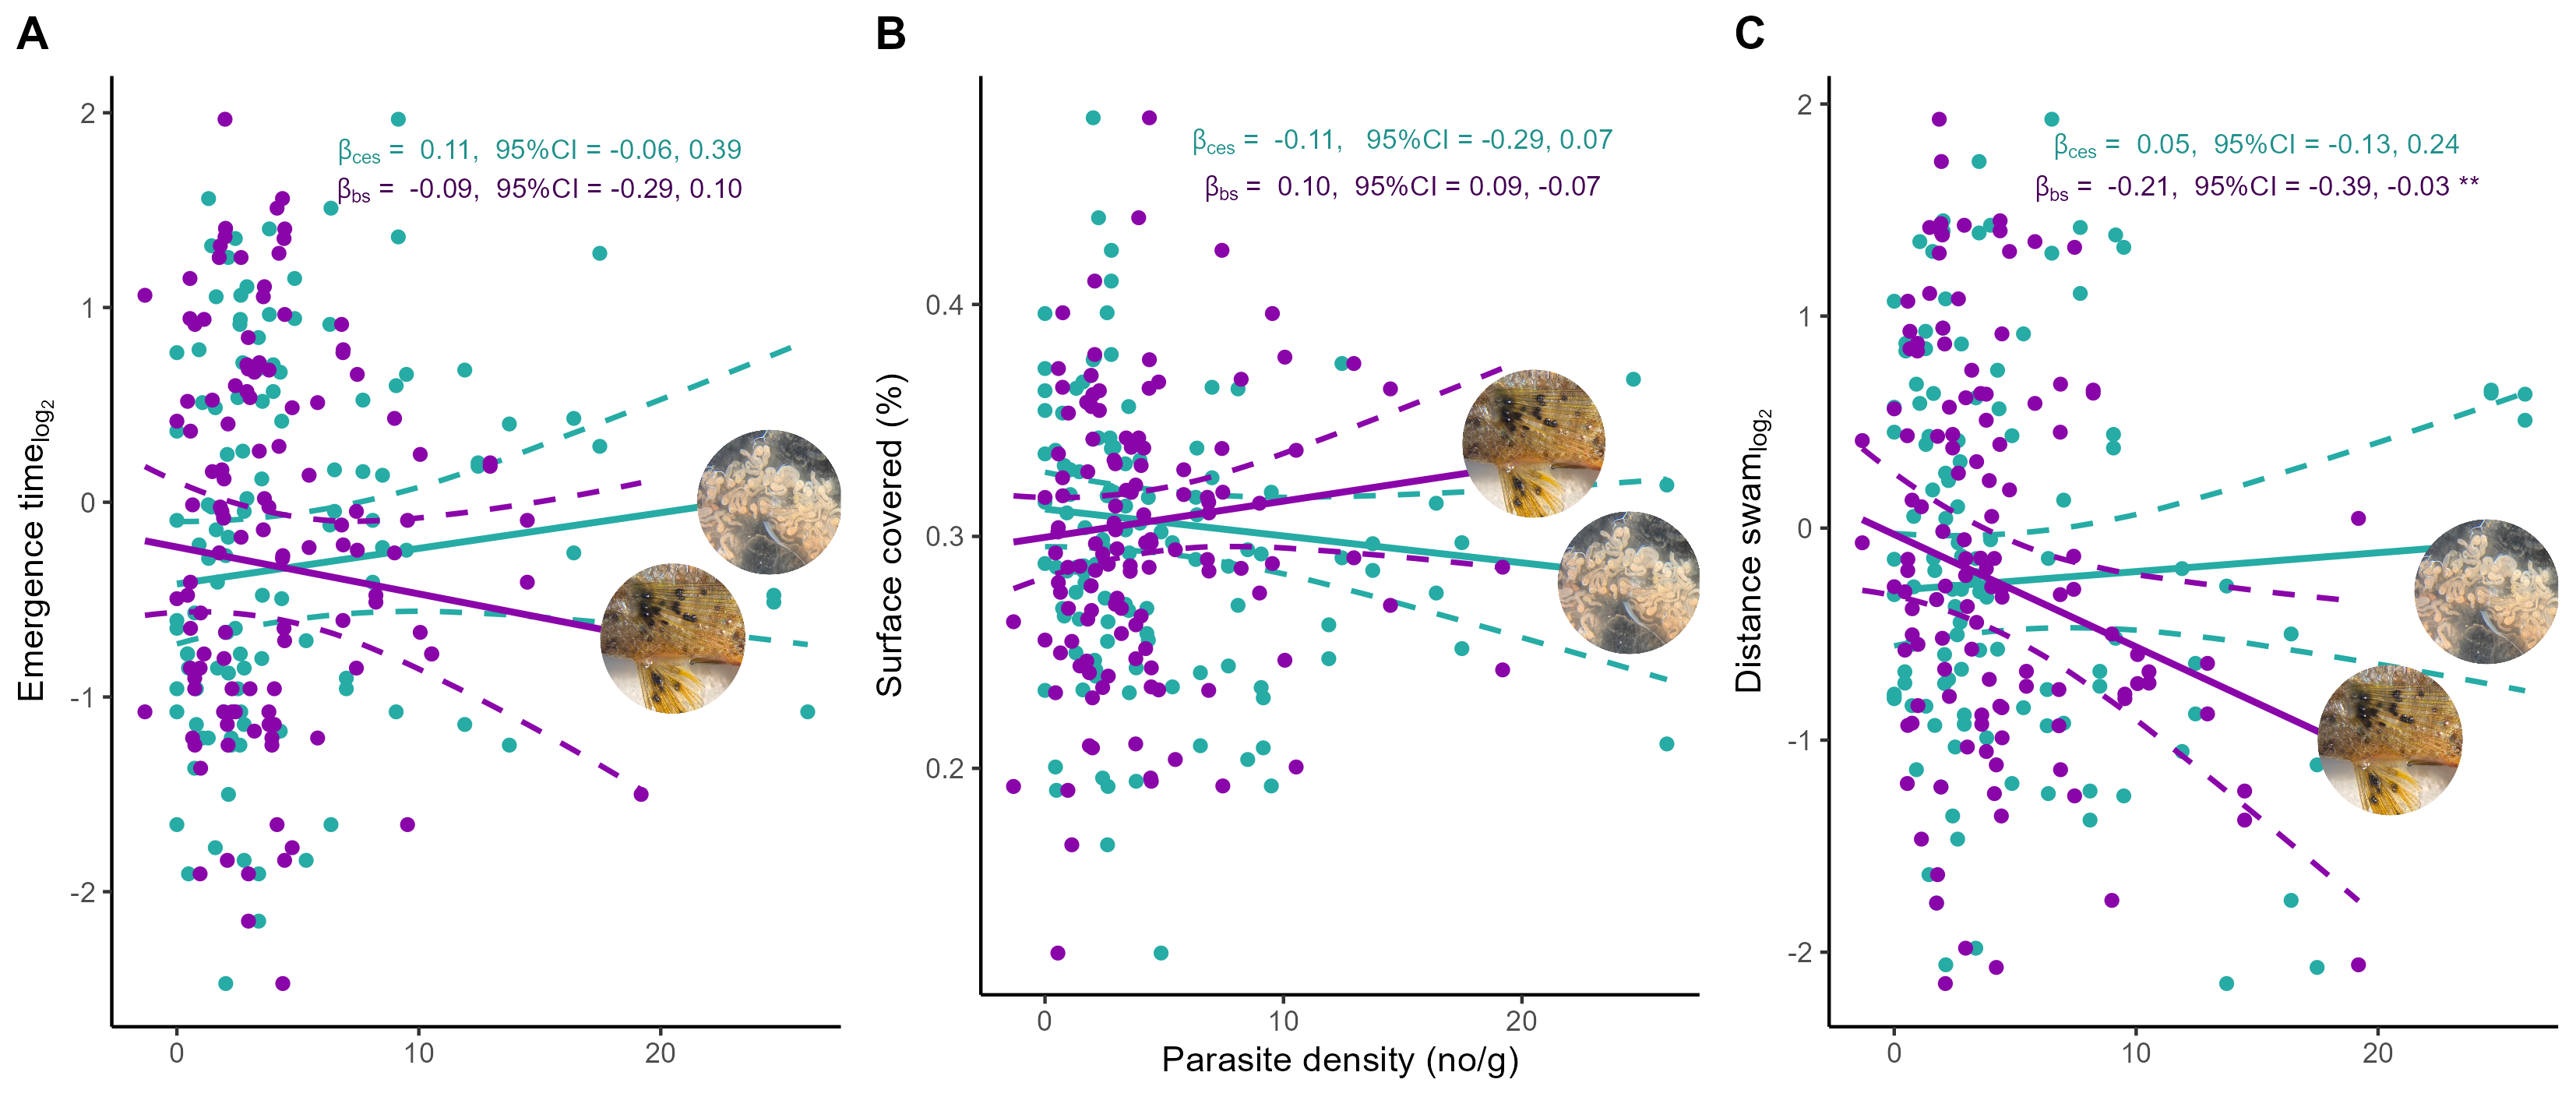 A
B
C
Emergence time log2
2
1
0
-1
-2
βces = 0.11, 95%CI = -0.06, 0.39
βbs = -0.09, 95%CI = -0.29, 0.10
0
10
20
Surface covered (%)
0.4
0.3
0.2
βces = -0.11, 95%CI = -0.29, 0.07
βbs = 0.10, 95%CI = 0.09, -0.07
0
10
20
Parasite density (no/g)
Distance swam log2
2
1
0
-1
-2
βces = 0.05, 95%CI = -0.13, 0.24
βbs = -0.21, 95%CI = -0.39, -0.03 **
0
10
20